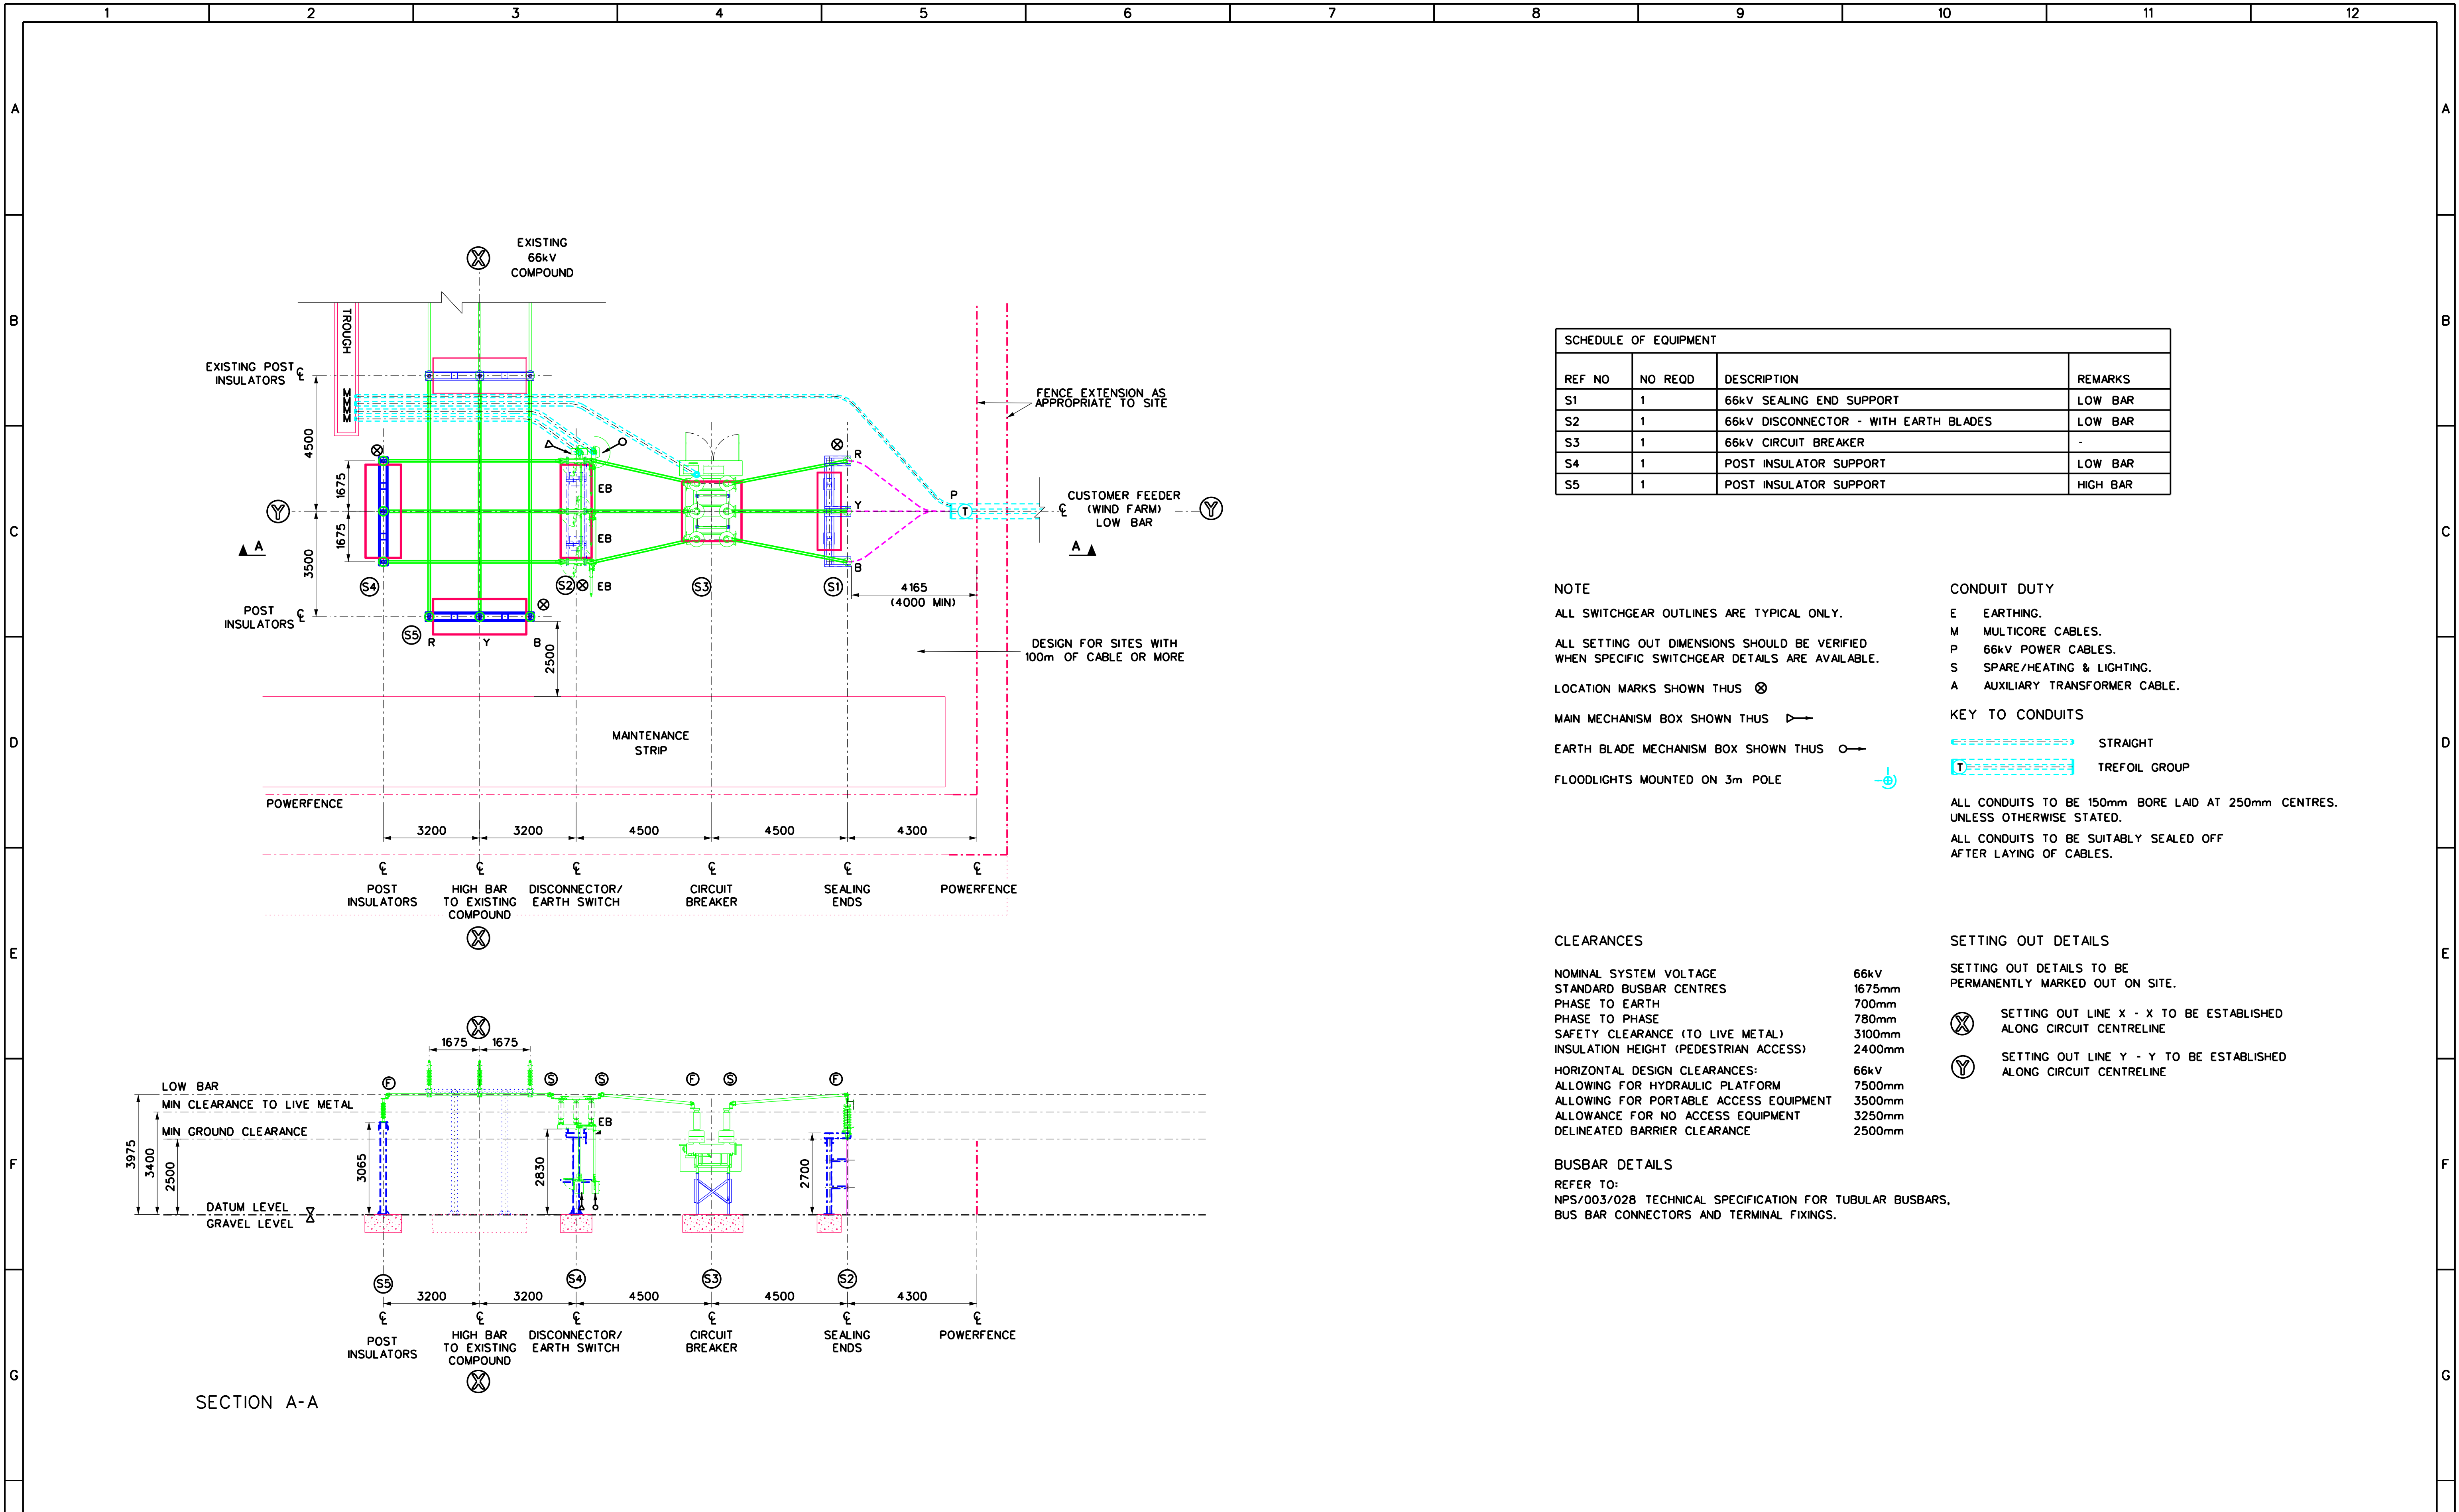 1 2 3 4 5 6 7 8 9 10 11 12
A A
B B
C C
D D
E E
F F
G G
X
EXISTING
66kV
COMPOUND
TROUGH
EXISTING POST ℄
INSULATORS
M
M
M
M
FENCE EXTENSION AS
APPROPRIATE TO SITE
4500
1675
1675
3500
R
Y
B
P
T
EB
EB
EB
Y
℄
CUSTOMER FEEDER
(WIND FARM)
LOW BAR
Y
A
A
S4
S2
S3
S1
4165
(4000 MIN)
POST ℄
INSULATORS
S5
R Y B
2500
DESIGN FOR SITES WITH
100m OF CABLE OR MORE
MAINTENANCE
STRIP
POWERFENCE
3200 3200 4500 4500 4300
℄ ℄ ℄ ℄ ℄ ℄
POST
INSULATORS
HIGH BAR
TO EXISTING
COMPOUND
DISCONNECTOR/
EARTH SWITCH
CIRCUIT
BREAKER
SEALING
ENDS
POWERFENCE
X
X
1675 1675
LOW BAR
F S S F S F
MIN CLEARANCE TO LIVE METAL
EB
MIN GROUND CLEARANCE
3975
3400
2500
3065
2830
2700
DATUM LEVEL
GRAVEL LEVEL
S5 S4 S3 S2
3200 3200 4500 4500 4300
℄ ℄ ℄ ℄ ℄ ℄
POST
INSULATORS
HIGH BAR
TO EXISTING
COMPOUND
DISCONNECTOR/
EARTH SWITCH
CIRCUIT
BREAKER
SEALING
ENDS
POWERFENCE
X
SECTION A-A
SCHEDULE OF EQUIPMENT
REF NO NO REQD DESCRIPTION REMARKS
S1 1 66kV SEALING END SUPPORT LOW BAR
S2 1 66kV DISCONNECTOR - WITH EARTH BLADES LOW BAR
S3 1 66kV CIRCUIT BREAKER -
S4 1 POST INSULATOR SUPPORT LOW BAR
S5 1 POST INSULATOR SUPPORT HIGH BAR
NOTE
ALL SWITCHGEAR OUTLINES ARE TYPICAL ONLY.
ALL SETTING OUT DIMENSIONS SHOULD BE VERIFIED
WHEN SPECIFIC SWITCHGEAR DETAILS ARE AVAILABLE.
LOCATION MARKS SHOWN THUS
MAIN MECHANISM BOX SHOWN THUS
EARTH BLADE MECHANISM BOX SHOWN THUS
FLOODLIGHTS MOUNTED ON 3m POLE
CONDUIT DUTY
E EARTHING.
M MULTICORE CABLES.
P 66kV POWER CABLES.
S SPARE/HEATING & LIGHTING.
A AUXILIARY TRANSFORMER CABLE.
KEY TO CONDUITS
STRAIGHT
T TREFOIL GROUP
ALL CONDUITS TO BE 150mm BORE LAID AT 250mm CENTRES.
UNLESS OTHERWISE STATED.
ALL CONDUITS TO BE SUITABLY SEALED OFF
AFTER LAYING OF CABLES.
CLEARANCES
NOMINAL SYSTEM VOLTAGE 66kV
STANDARD BUSBAR CENTRES 1675mm
PHASE TO EARTH 700mm
PHASE TO PHASE 780mm
SAFETY CLEARANCE (TO LIVE METAL) 3100mm
INSULATION HEIGHT (PEDESTRIAN ACCESS) 2400mm
HORIZONTAL DESIGN CLEARANCES: 66kV
ALLOWING FOR HYDRAULIC PLATFORM 7500mm
ALLOWING FOR PORTABLE ACCESS EQUIPMENT 3500mm
ALLOWANCE FOR NO ACCESS EQUIPMENT 3250mm
DELINEATED BARRIER CLEARANCE 2500mm
BUSBAR DETAILS
REFER TO:
NPS/003/028 TECHNICAL SPECIFICATION FOR TUBULAR BUSBARS,
BUS BAR CONNECTORS AND TERMINAL FIXINGS.
SETTING OUT DETAILS
SETTING OUT DETAILS TO BE
PERMANENTLY MARKED OUT ON SITE.
X SETTING OUT LINE X - X TO BE ESTABLISHED
ALONG CIRCUIT CENTRELINE
Y SETTING OUT LINE Y - Y TO BE ESTABLISHED
ALONG CIRCUIT CENTRELINE